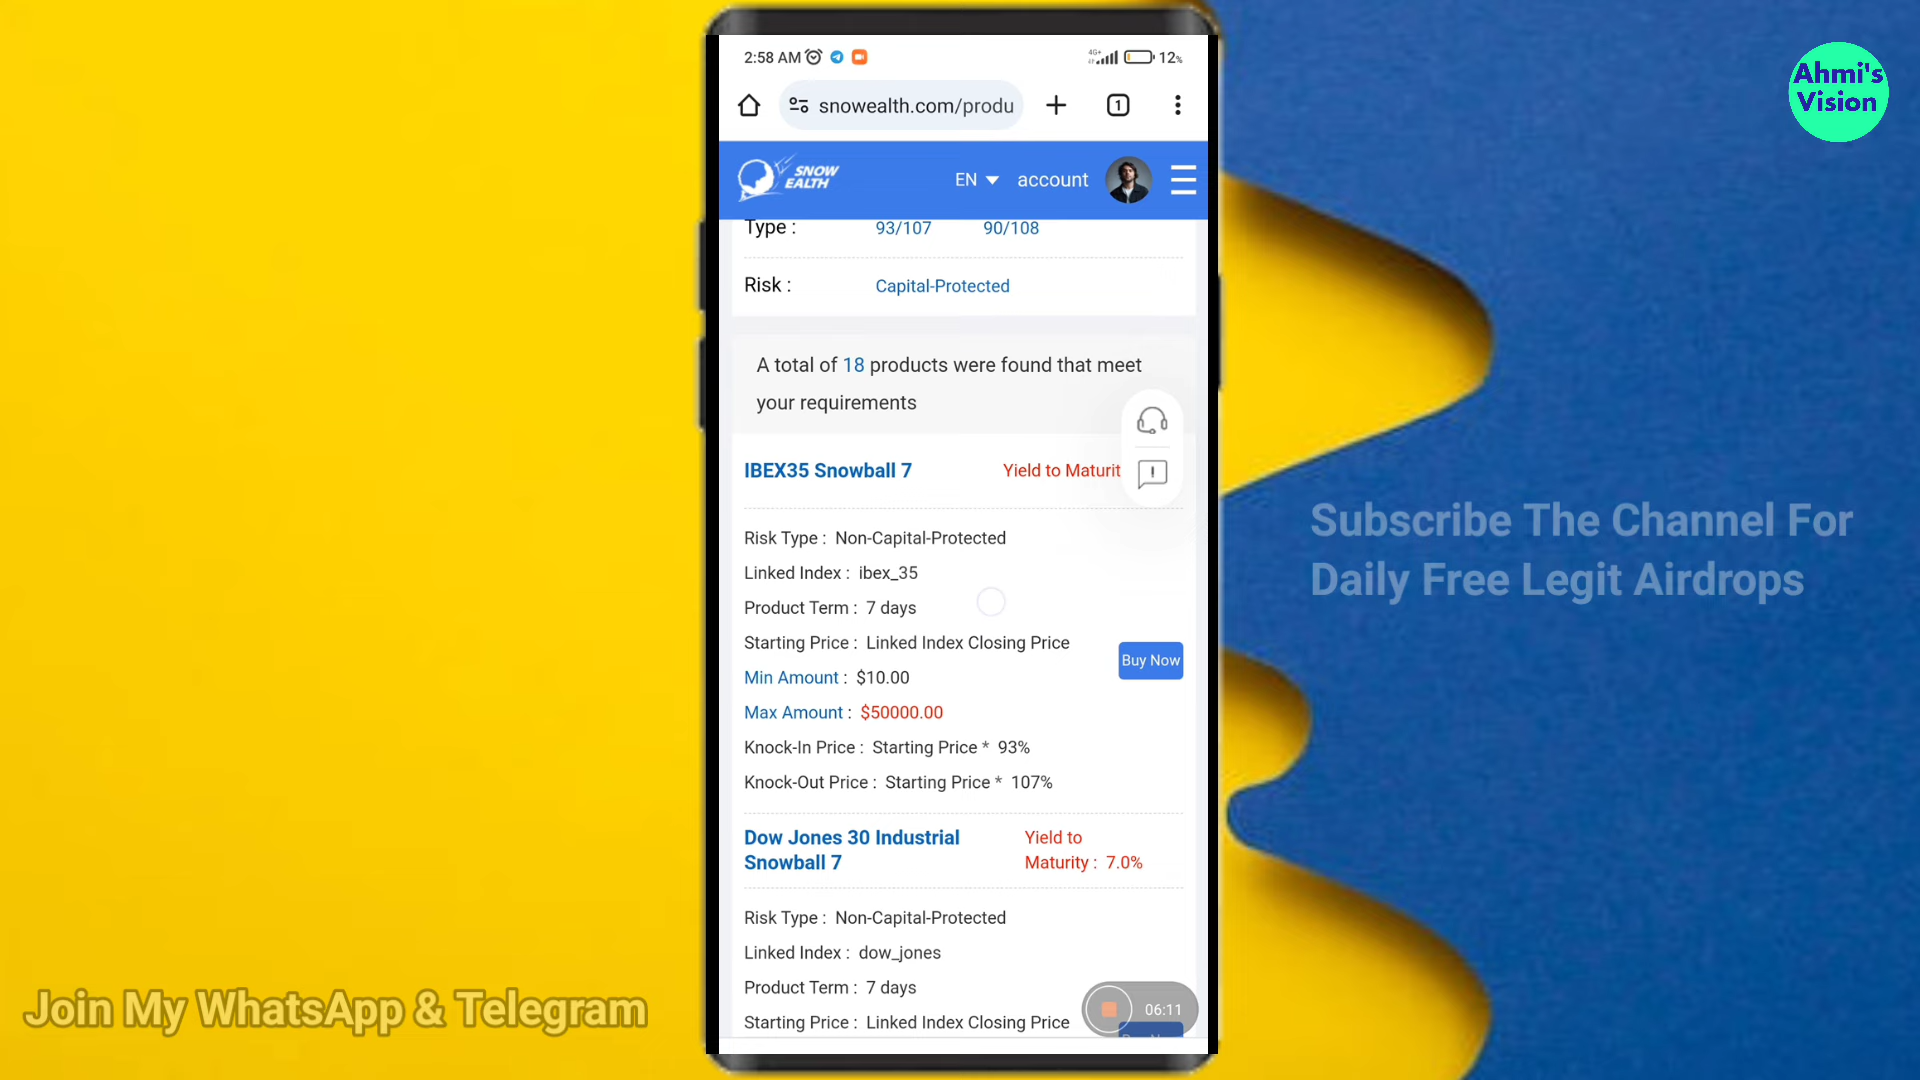 2:58 AM
4G+
12%
Ahmi's
Vision
snowealth.com/produ
1
SNOW
EALTH
EN
account
Type :
93/107
90/108
Risk :
Capital-Protected
A total of 18 products were found that meet
your requirements
IBEX35 Snowball 7
Yield to Maturit
Risk Type : Non-Capital-Protected
Linked Index : ibex_35
Product Term : 7 days
Starting Price : Linked Index Closing Price
Buy Now
Min Amount : $10.00
Max Amount : $50000.00
Knock-In Price : Starting Price * 93%
Knock-Out Price : Starting Price * 107%
Dow Jones 30 Industrial
Snowball 7
Yield to
Maturity : 7.0%
Risk Type : Non-Capital-Protected
Linked Index : dow_jones
Product Term : 7 days
Starting Price : Linked Index Closing Price
06:11
Subscribe The Channel For
Daily Free Legit Airdrops
Join My WhatsApp & Telegram